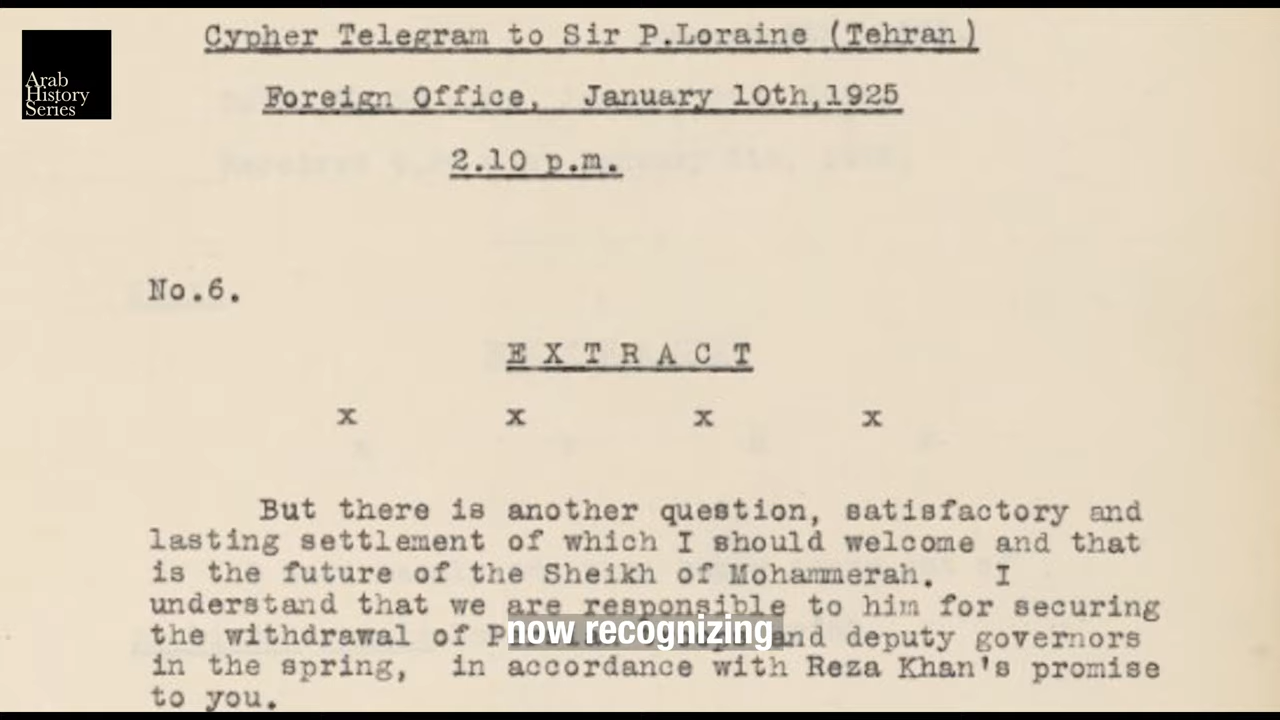 Arab
History
Series
Cypher Telegram to Sir P.Loraine (Tehran)
Foreign Office, January 10th,1925
2.10 p.m.
No.6.
E X T R A C T
x x x x
But there is another question, satisfactory and
lasting settlement of which I should welcome and that
is the future of the Sheikh of Mohammerah. I
understand that we are responsible to him for securing
the withdrawal of and deputy governors
now recognizing
in the spring, in accordance with Reza Khan's promise
to you.